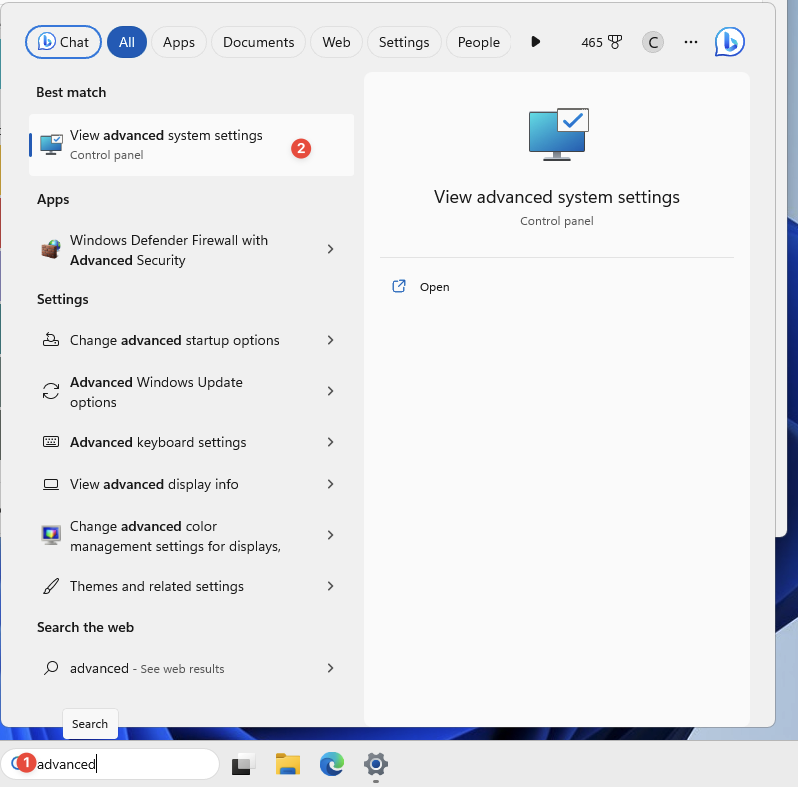 Chat All Apps Documents Web Settings People 465 C
Best match
View advanced system settings
Control panel
2
Apps
Windows Defender Firewall with
Advanced Security
Settings
Change advanced startup options
Advanced Windows Update
options
Advanced keyboard settings
View advanced display info
Change advanced color
management settings for displays,
Themes and related settings
Search the web
advanced - See web results
View advanced system settings
Control panel
Open
Search
1 advanced